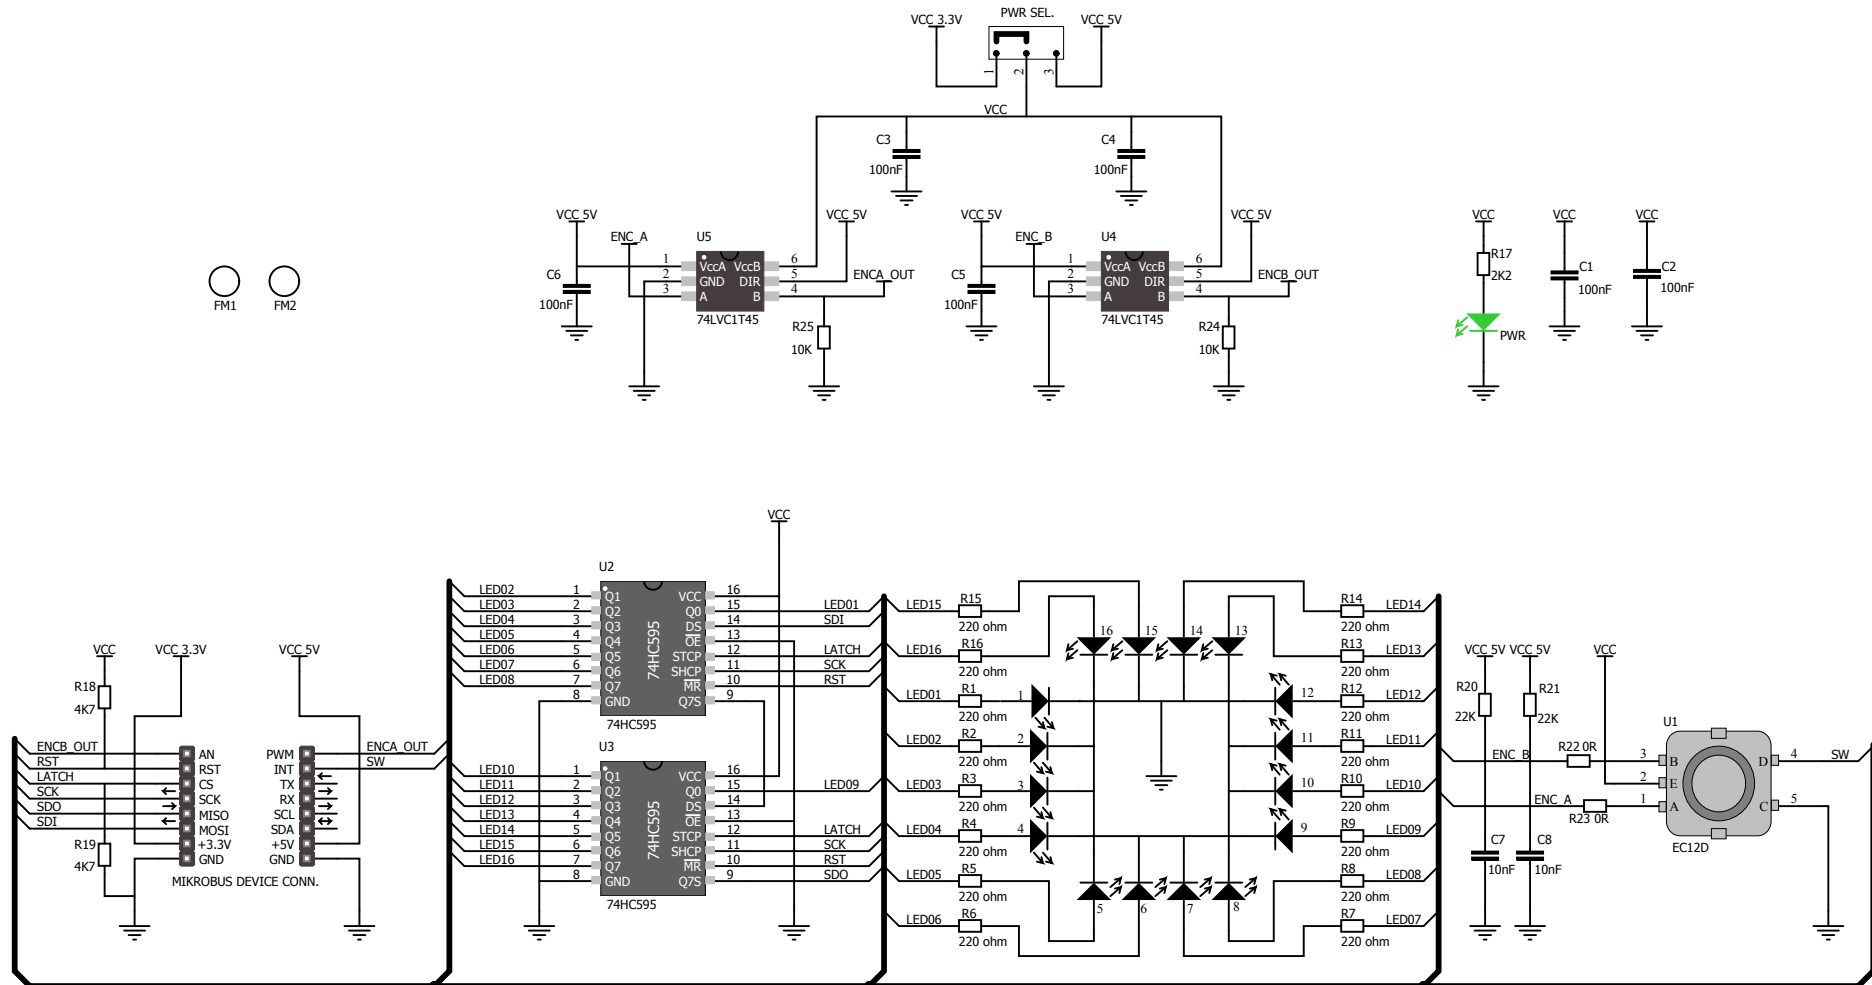 PWR SEL.
VCC 3.3V
VCC 5V
1
2
3
VCC
C3
100nF
C4
100nF
VCC 5V
ENC_A
U5
VCC 5V
1
2
3
VccA
GND
A
VccB
DIR
B
6
5
4
ENCA_OUT
C6
100nF
74LVC1T45
R25
10K
VCC 5V
ENC_B
U4
VCC 5V
1
2
3
VccA
GND
A
VccB
DIR
B
6
5
4
ENCB_OUT
C5
100nF
74LVC1T45
R24
10K
VCC
R17
2K2
PWR
VCC
C1
100nF
VCC
C2
100nF
FM1
FM2
VCC
VCC 3.3V
VCC 5V
R18
4K7
ENCB_OUT
RST
LATCH
SCK
SDO
SDI
R19
4K7
AN
RST
CS
SCK
MISO
MOSI
+3.3V
GND
PWM
INT
TX
RX
SCL
SDA
+5V
GND
ENCA_OUT
SW
MIKROBUS DEVICE CONN.
VCC
U2
LED02 1 Q1
LED03 2 Q2
LED04 3 Q3
LED05 4 Q4
LED06 5 Q5
LED07 6 Q6
LED08 7 Q7
8 GND
74HC595
VCC 16
Q0 15 LED01
DS 14 SDI
OE 13
STCP 12 LATCH
SHCP 11 SCK
MR 10 RST
Q7S 9
74HC595
U3
LED10 1 Q1
LED11 2 Q2
LED12 3 Q3
LED13 4 Q4
LED14 5 Q5
LED15 6 Q6
LED16 7 Q7
8 GND
74HC595
VCC 16
Q0 15 LED09
DS 14
OE 13
STCP 12 LATCH
SHCP 11 SCK
MR 10 RST
Q7S 9 SDO
74HC595
LED15 R15
220 ohm
LED16 R16
220 ohm
LED01 R1
220 ohm
LED02 R2
220 ohm
LED03 R3
220 ohm
LED04 R4
220 ohm
LED05 R5
220 ohm
LED06 R6
220 ohm
16
15
14
13
1
2
3
4
12
11
10
9
5
6
7
8
R14 LED14
220 ohm
R13 LED13
220 ohm
R12 LED12
220 ohm
R11 LED11
220 ohm
R10 LED10
220 ohm
R9 LED09
220 ohm
R8 LED08
220 ohm
R7 LED07
220 ohm
VCC 5V
VCC 5V
VCC
R20
22K
R21
22K
ENC_B
R22 0R
ENC_A
R23 0R
C7
10nF
C8
10nF
U1
3 B
2 E
1 A
D 4
C 5
SW
EC12D